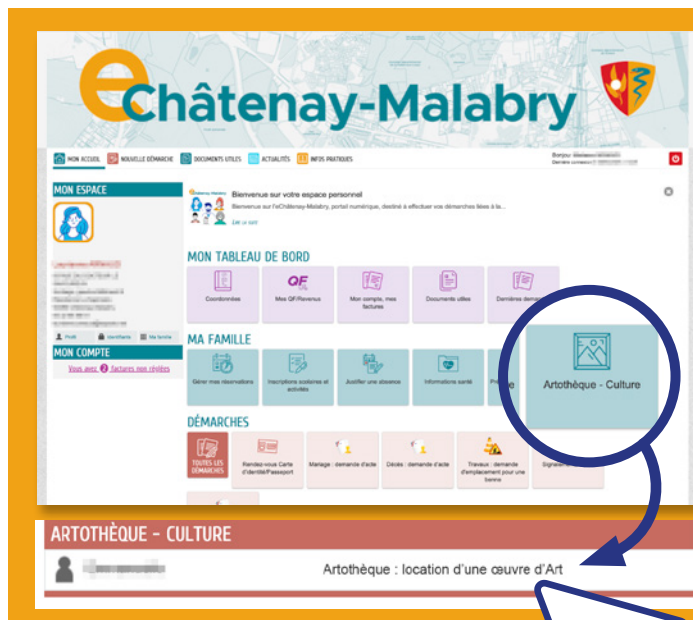 eChâtenay-Malabry
MON ACCUEIL NOUVELLE DÉMARCHE DOCUMENTS UTILES ACTUALITÉS INFOS PRATIQUES
Bonjour
Dernière connexion
MON ESPACE
Bienvenue sur votre espace personnel
Bienvenue sur l'eChâtenay-Malabry, portail numérique, destiné à effectuer vos démarches liées à la...
Lire la suite
MON TABLEAU DE BORD
QF
Coordonnées
Mes QF/Revenus
Mon compte, mes factures
Documents utiles
Dernières
Profil Identifiants Ma famille
MON COMPTE
Vous avez 2 factures non réglées
MA FAMILLE
Gérer mes réservations
Inscriptions scolaires et activités
Justifier une absence
Informations santé
Artothèque - Culture
DÉMARCHES
TOUTES LES DÉMARCHES
Rendez-vous Carte d'identité/Passeport
Mariage : demande d'acte
Décès : demande d'acte
Travaux : demande d'emplacement pour une benne
ARTOTHÈQUE - CULTURE
Artothèque : location d'une œuvre d'Art